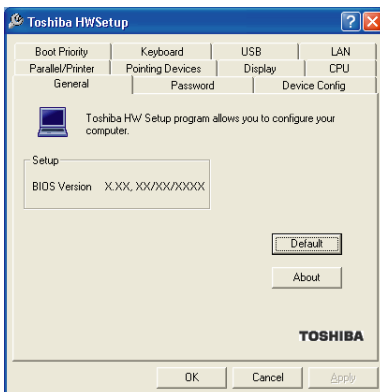 Toshiba HWSetup
Boot Priority Keyboard USB LAN
Parallel/Printer Pointing Devices Display CPU
General Password Device Config
Toshiba HW Setup program allows you to configure your
computer.
Setup
BIOS Version X.XX, XX/XX/XXXX
Default
About
TOSHIBA
OK Cancel Apply